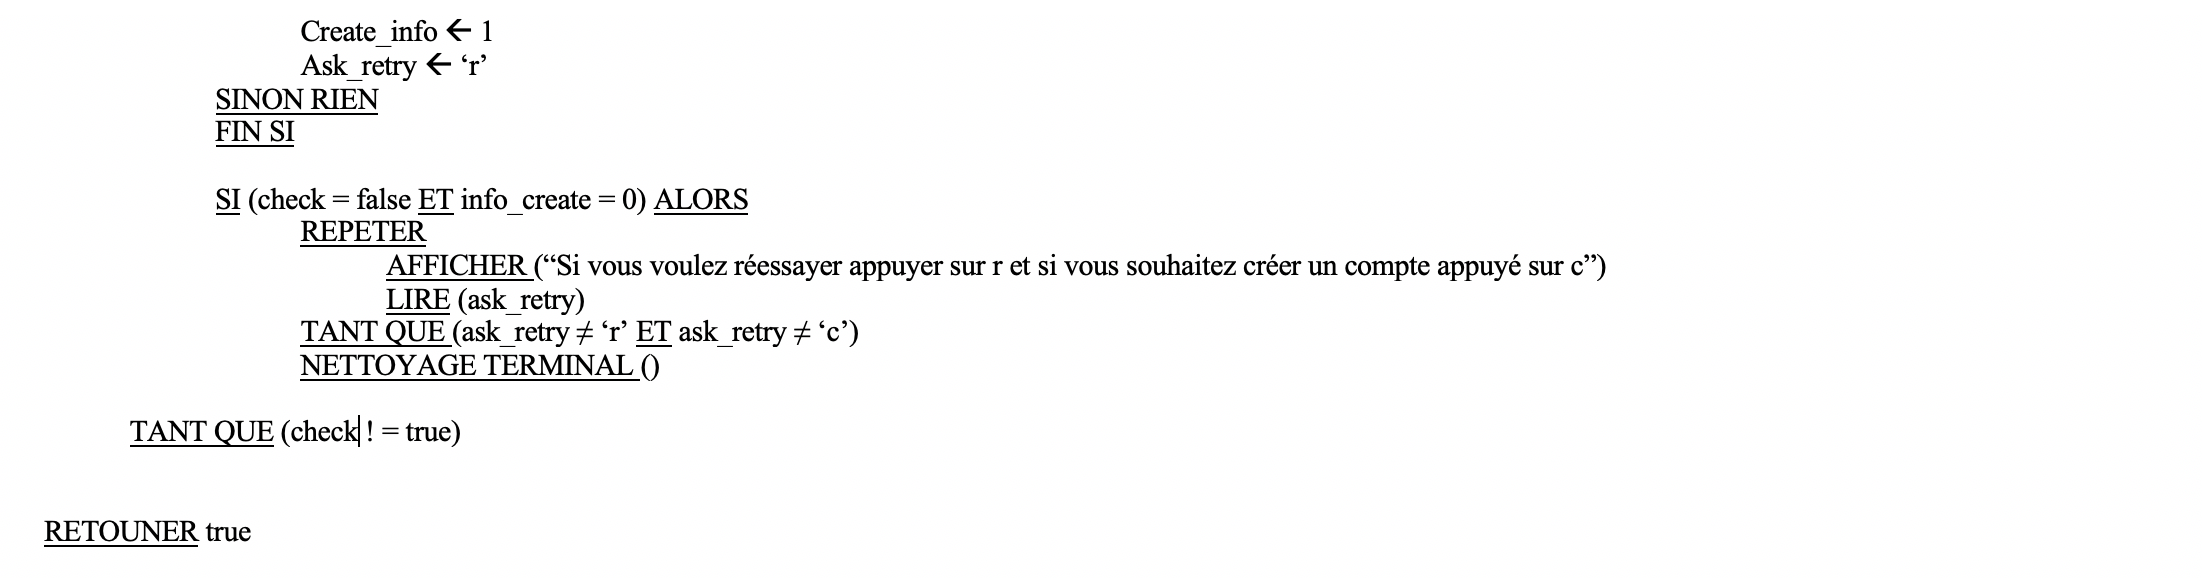 Create_info ← 1
Ask_retry ← ‘r’
SINON RIEN
FIN SI
SI (check = false ET info_create = 0) ALORS
REPETER
AFFICHER (“Si vous voulez réessayer appuyer sur r et si vous souhaitez créer un compte appuyé sur c”)
LIRE (ask_retry)
TANT QUE (ask_retry ≠ ‘r’ ET ask_retry ≠ ‘c’)
NETTOYAGE TERMINAL ()
TANT QUE (check ! = true)
RETOUNER true